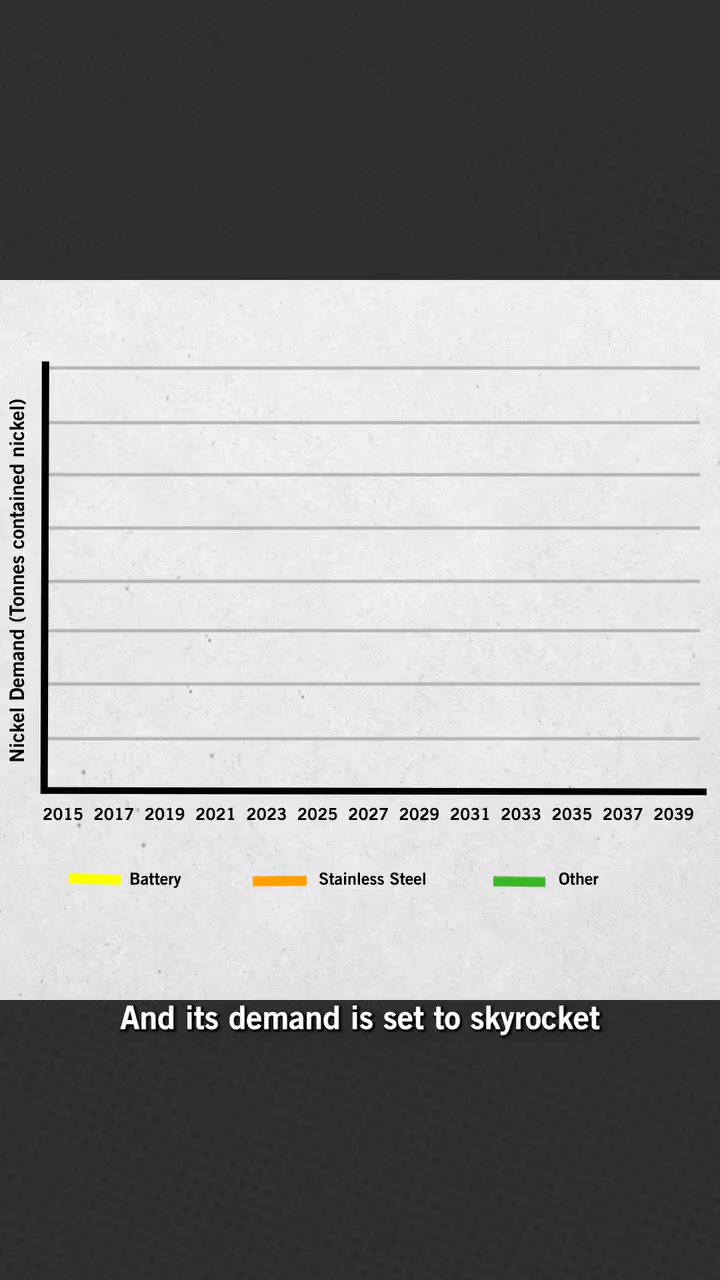 Nickel Demand (Tonnes contained nickel)
2015 2017 2019 2021 2023 2025 2027 2029 2031 2033 2035 2037 2039
Battery Stainless Steel Other
And its demand is set to skyrocket